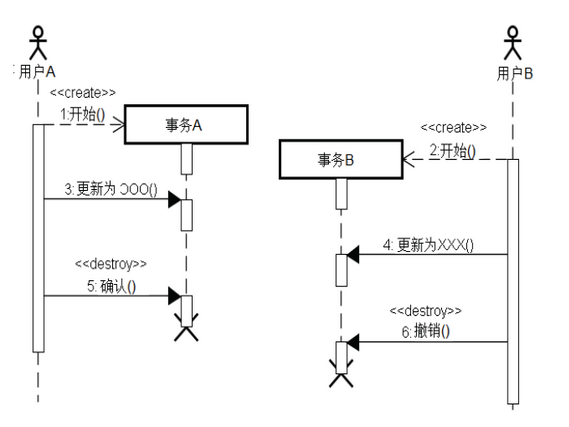 用户A
用户B
<<create>>
1:开始()
事务A
<<create>>
2:开始()
事务B
3:更新为 OOO()
4: 更新为XXX()
<<destroy>>
5: 确认()
<<destroy>>
6:撤销()